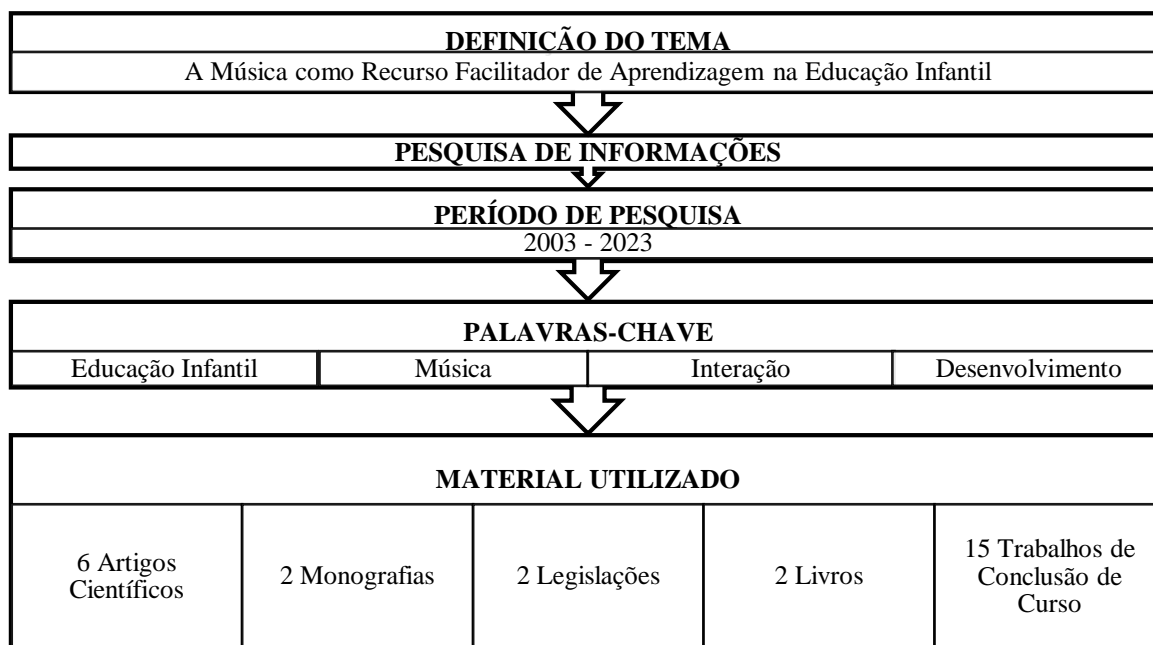 DEFINICÃO DO TEMA
A Música como Recurso Facilitador de Aprendizagem na Educação Infantil
PESQUISA DE INFORMAÇÕES
PERÍODO DE PESQUISA
2003 - 2023
PALAVRAS-CHAVE
Educação Infantil
Música
Interação
Desenvolvimento
MATERIAL UTILIZADO
6 Artigos
Científicos
2 Monografias
2 Legislações
2 Livros
15 Trabalhos de
Conclusão de
Curso